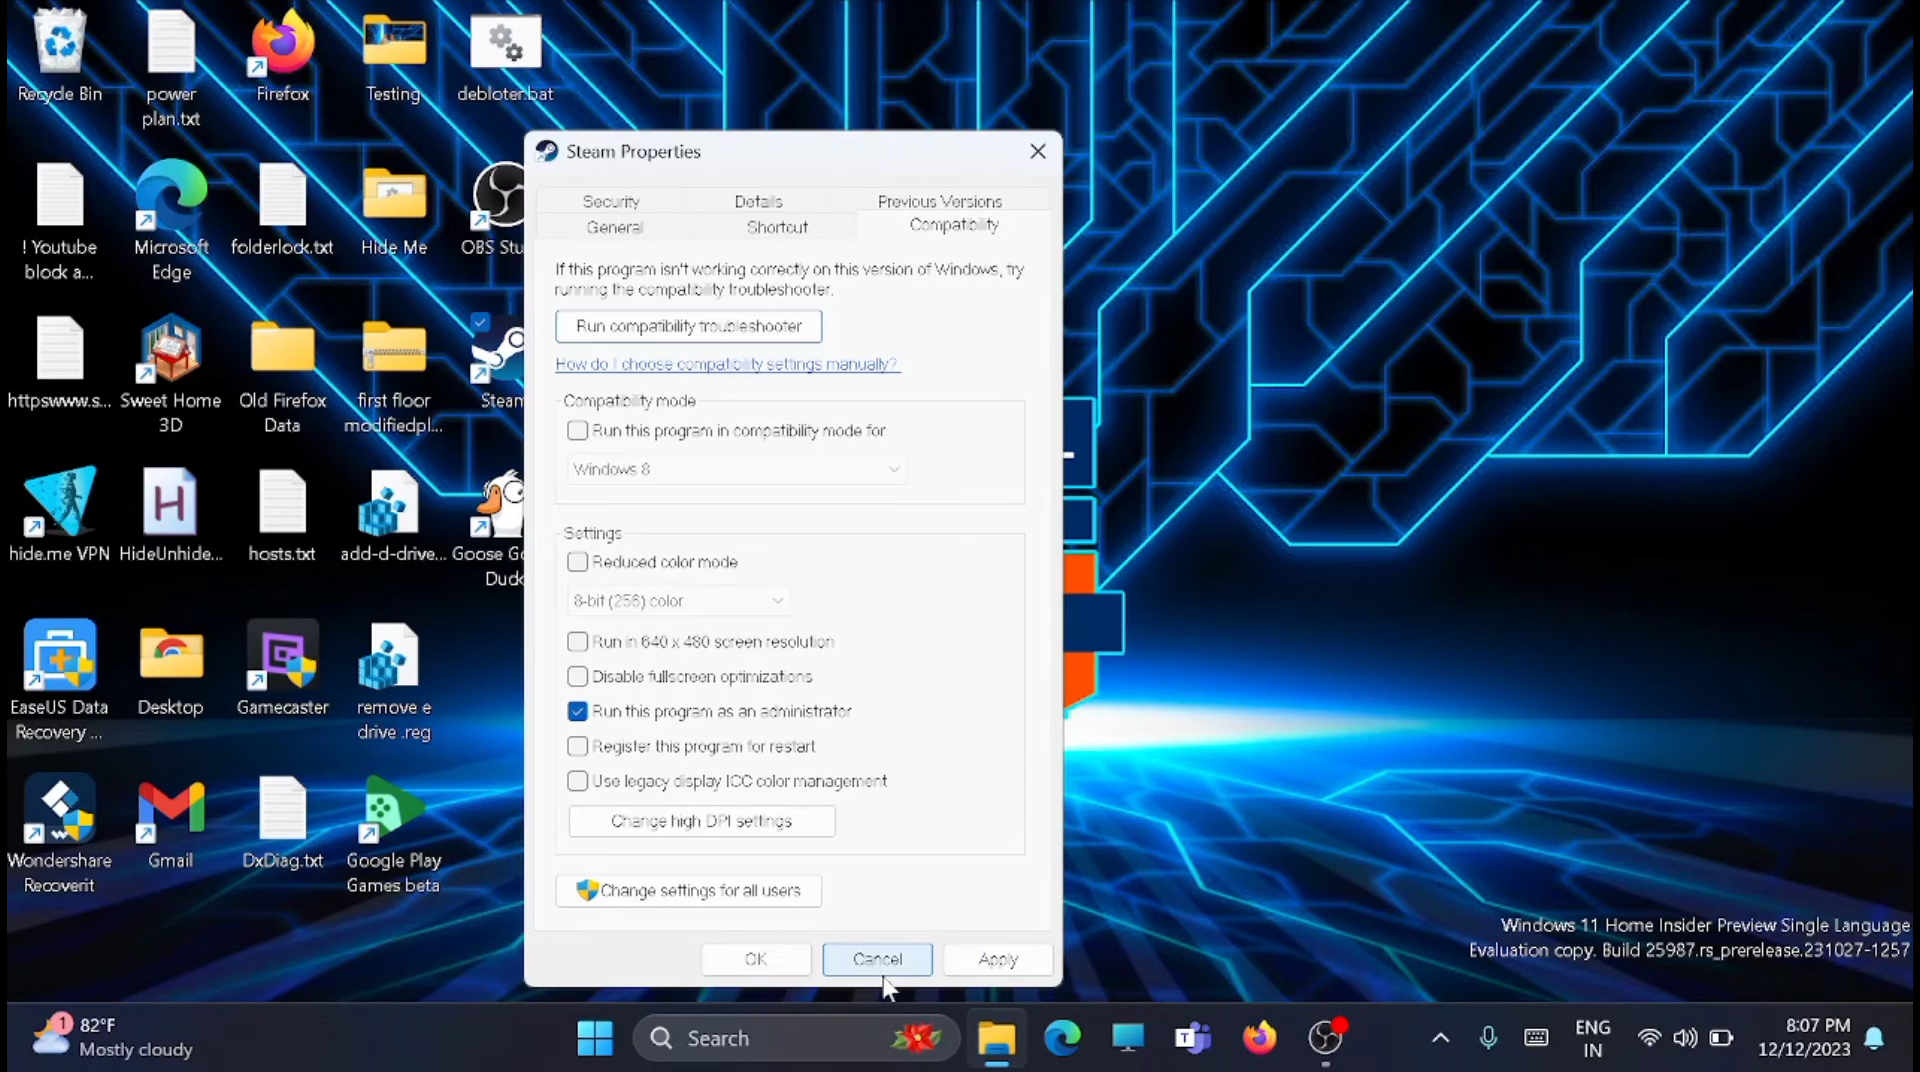 Recycle Bin
power
plan.txt
Firefox
Testing
debloter.bat
! Youtube
block a...
Microsoft
Edge
folderlock.txt
Hide Me
OBS Stu
httpswww.s...
Sweet Home
3D
Old Firefox
Data
first floor
modifiedpl...
Steam
hide.me VPN
H
HideUnhide...
hosts.txt
add-d-drive...
Goose Go
Duck
EaseUS Data
Recovery ...
Desktop
Gamecaster
remove e
drive .reg
Wondershare
Recoverit
Gmail
DxDiag.txt
Google Play
Games beta
Steam Properties
Security
Details
Previous Versions
General
Shortcut
Compatibility
If this program isn't working correctly on this version of Windows, try
running the compatibility troubleshooter.
Run compatibility troubleshooter
How do I choose compatibility settings manually?
Compatibility mode
Run this program in compatibility mode for
Windows 8
Settings
Reduced color mode
8-bit (256) color
Run in 640 x 480 screen resolution
Disable fullscreen optimizations
Run this program as an administrator
Register this program for restart
Use legacy display ICC color management
Change high DPI settings
Change settings for all users
OK
Cancel
Apply
Windows 11 Home Insider Preview Single Language
Evaluation copy. Build 25987.rs_prerelease.231027-1257
1
82°F
Mostly cloudy
Search
T
ENG
IN
8:07 PM
12/12/2023